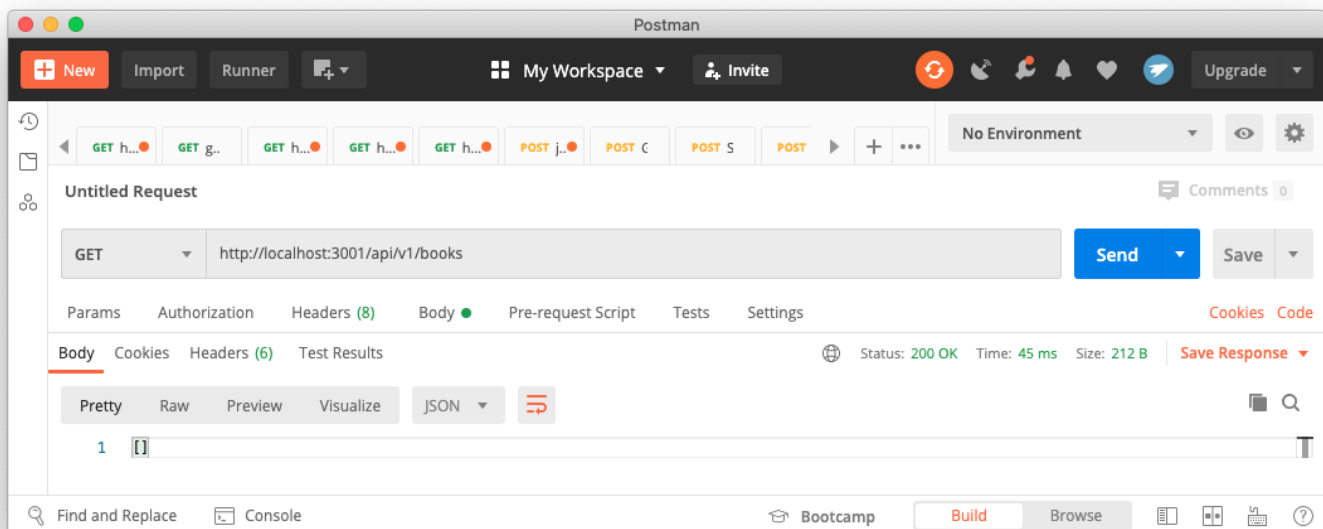 Postman
New Import Runner My Workspace Invite Upgrade
GET h... GET g.. GET h... GET h... GET h... POST j.. POST C POST S POST + ••• No Environment
Untitled Request Comments 0
GET http://localhost:3001/api/v1/books Send Save
Params Authorization Headers (8) Body Pre-request Script Tests Settings Cookies Code
Body Cookies Headers (6) Test Results Status: 200 OK Time: 45 ms Size: 212 B Save Response
Pretty Raw Preview Visualize JSON
1 []
Find and Replace Console Bootcamp Build Browse ?